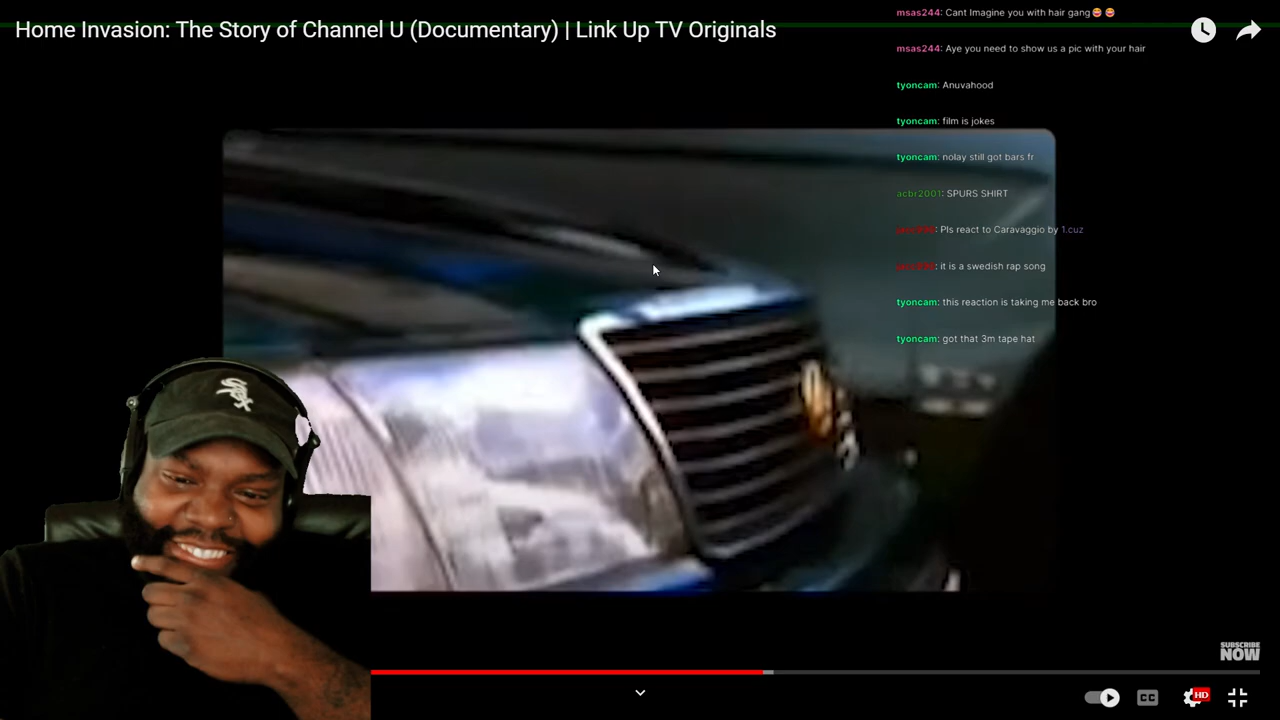 Home Invasion: The Story of Channel U (Documentary) | Link Up TV Originals
msas244: Cant Imagine you with hair gang😂😂
msas244: Aye you need to show us a pic with your hair
tyoncam: Anuvahood
tyoncam: film is jokes
tyoncam: nolay still got bars fr
acbr2001: SPURS SHIRT
: Pls react to Caravaggio by 1.cuz
: it is a swedish rap song
tyoncam: this reaction is taking me back bro
tyoncam: got that 3m tape hat
Sox
SUBSCRIBE
NOW
CC
HD